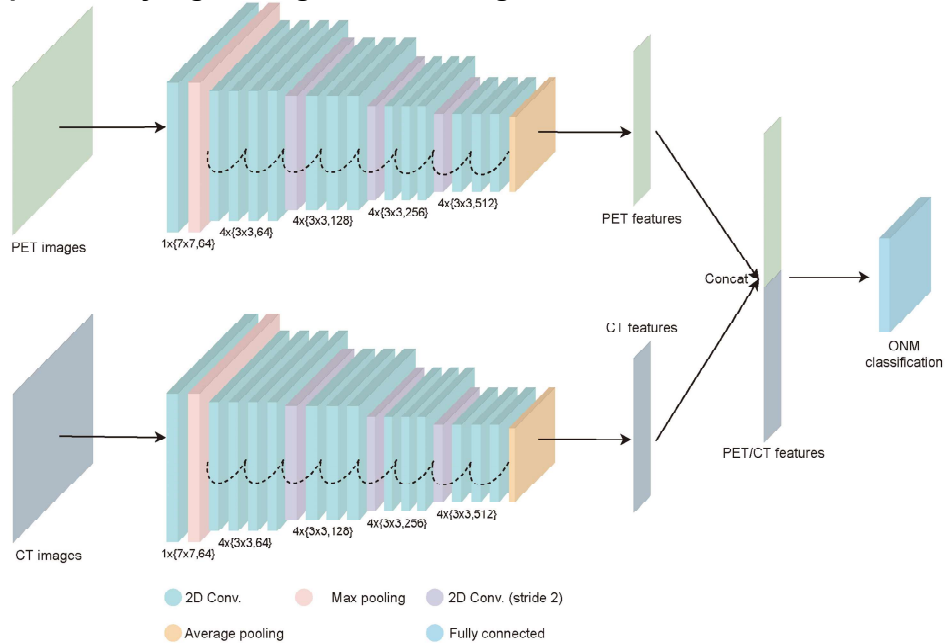 PET images
1x{7x7,64}
4x{3x3,64}
4x{3x3,128}
4x{3x3,256}
4x{3x3,512}
PET features
Concat
CT features
ONM
classification
PET/CT features
CT images
1x{7x7,64}
4x{3x3,64}
4x{3x3,128}
4x{3x3,256}
4x{3x3,512}
2D Conv.
Max pooling
2D Conv. (stride 2)
Average pooling
Fully connected